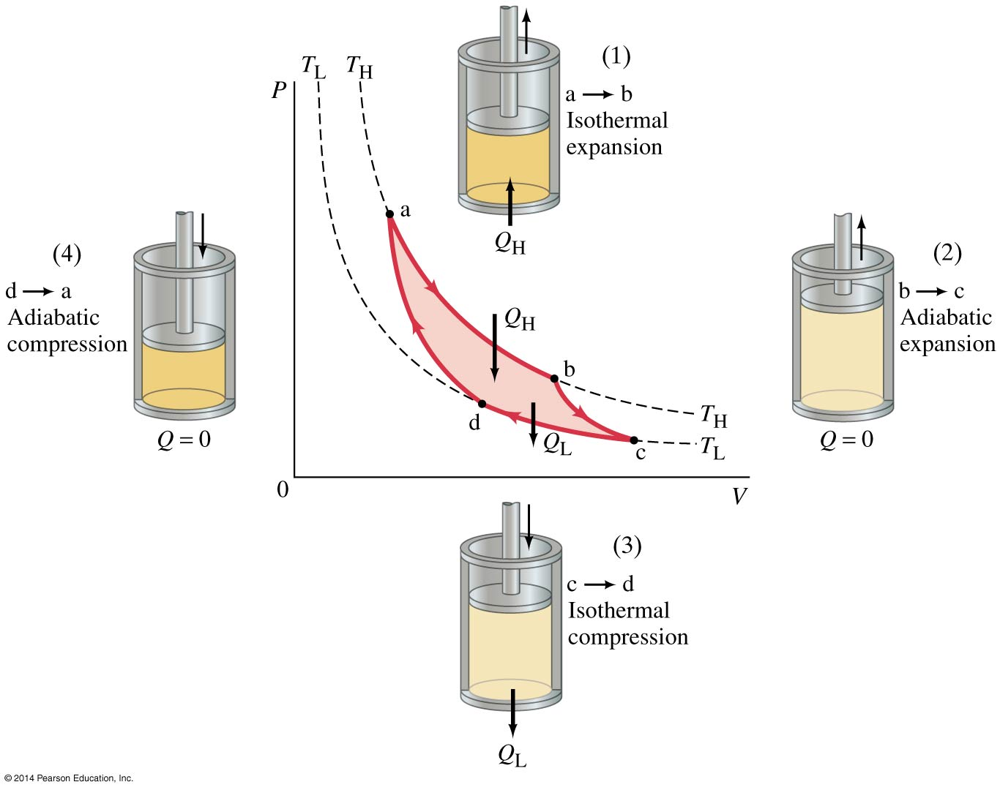 (1)
a → b
Isothermal
expansion
Q_H
T_L T_H
P
a
Q_H
b
d
Q_L
c
T_H
T_L
0
V
(4)
d → a
Adiabatic
compression
Q = 0
(2)
b → c
Adiabatic
expansion
Q = 0
(3)
c → d
Isothermal
compression
Q_L
© 2014 Pearson Education, Inc.